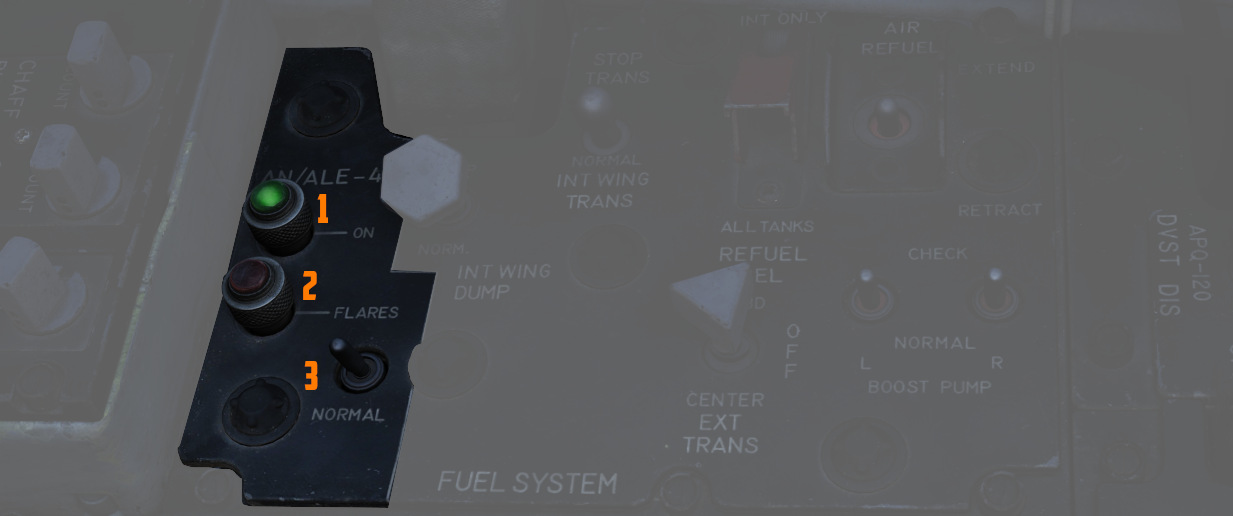 CHAFF
AN/ALE-4
1
ON
2
FLARES
3
NORMAL
INT ONLY
STOP
TRANS
NORMAL
INT WING
TRANS
NORM.
INT WING
DUMP
AIR
REFUEL
EXTEND
RETRACT
ALL TANKS
REFUEL
OFF
CENTER
EXT
TRANS
CHECK
NORMAL
L
R
BOOST PUMP
FUEL SYSTEM
DVST DIS
APQ-120